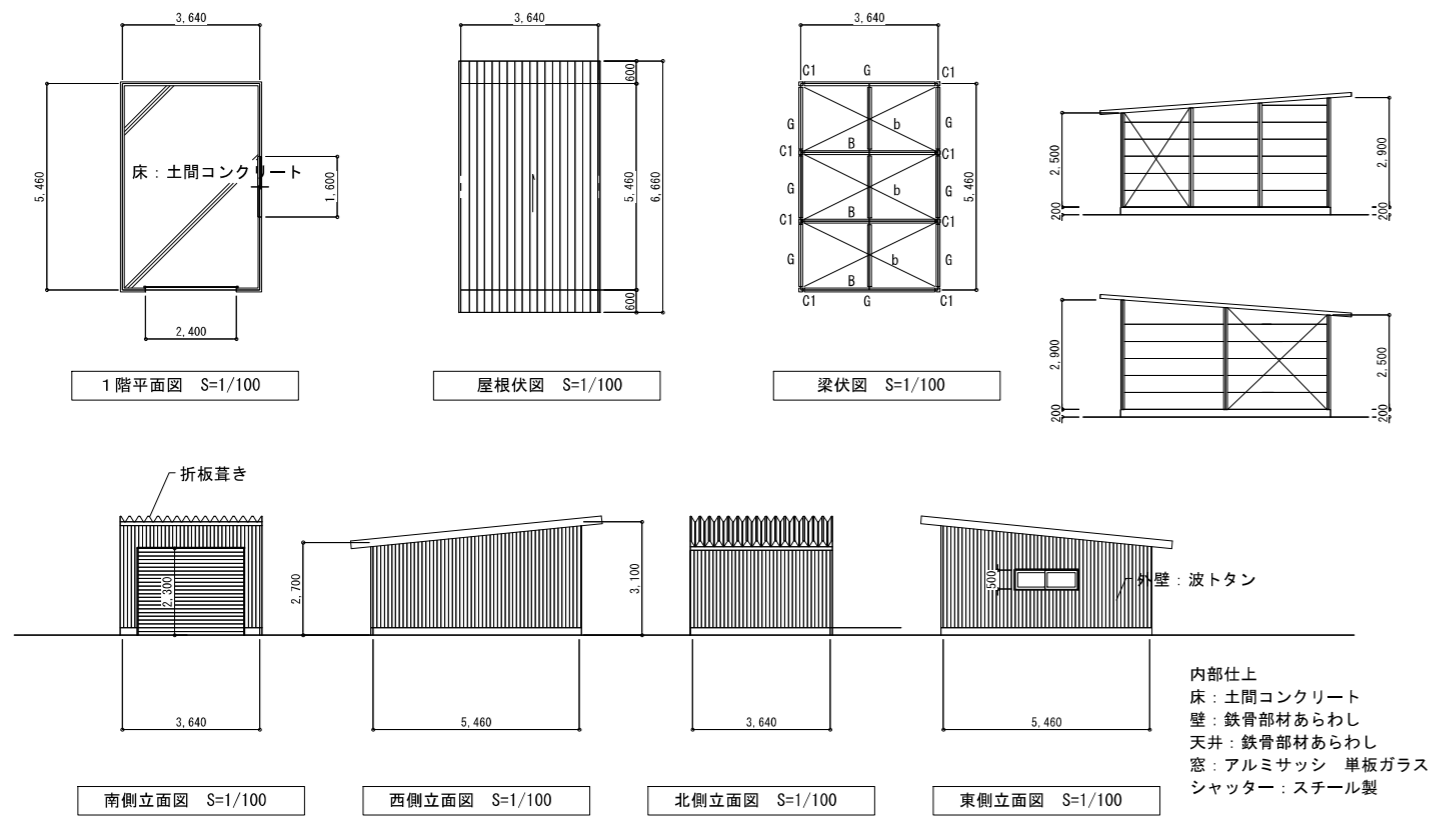 3,640
5,460
床：土間コンクリート
1,600
2,400
1階平面図 S=1/100
3,640
600
5,460
6,660
600
屋根伏図 S=1/100
3,640
C1 G C1
G b G
B
C1 C1
5,460
G b G
B
C1 C1
G b G
B
C1 G C1
梁伏図 S=1/100
2,500
2,900
200
200
2,900
2,500
200
200
折板葺き
2,300
3,640
南側立面図 S=1/100
2,700
3,100
5,460
西側立面図 S=1/100
3,640
北側立面図 S=1/100
500
外壁：波トタン
5,460
東側立面図 S=1/100
内部仕上
床：土間コンクリート
壁：鉄骨部材あらわし
天井：鉄骨部材あらわし
窓：アルミサッシ 単板ガラス
シャッター：スチール製